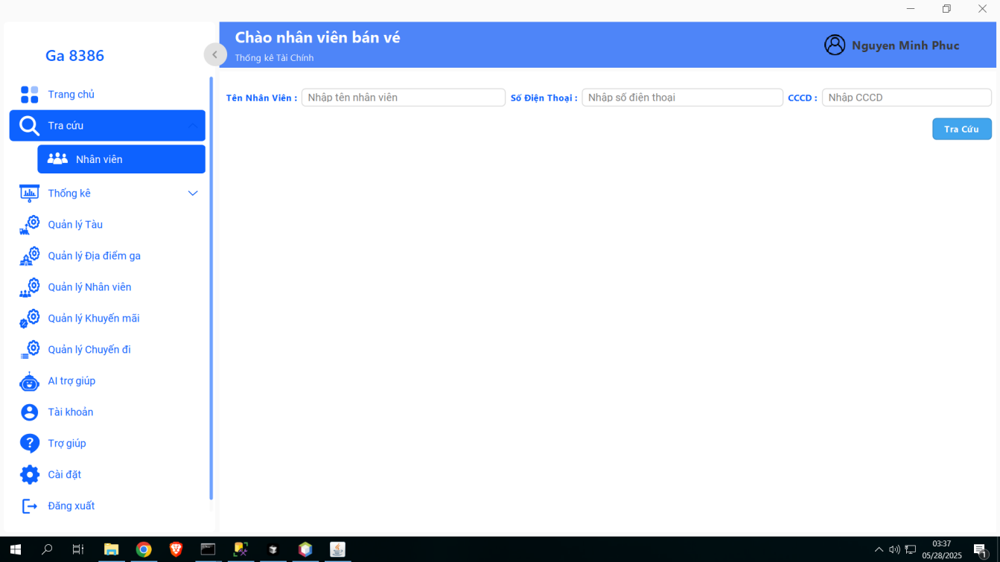 Ga 8386
Trang chủ
Tra cứu
Nhân viên
Thống kê
Quản lý Tàu
Quản lý Địa điểm ga
Quản lý Nhân viên
Quản lý Khuyến mãi
Quản lý Chuyến đi
AI trợ giúp
Tài khoản
Trợ giúp
Cài đặt
Đăng xuất
Chào nhân viên bán vé
Thống kê Tài Chính
Nguyen Minh Phuc
Tên Nhân Viên : Nhập tên nhân viên Số Điện Thoại : Nhập số điện thoại CCCD : Nhập CCCD
Tra Cứu
03:37
05/28/2025
1